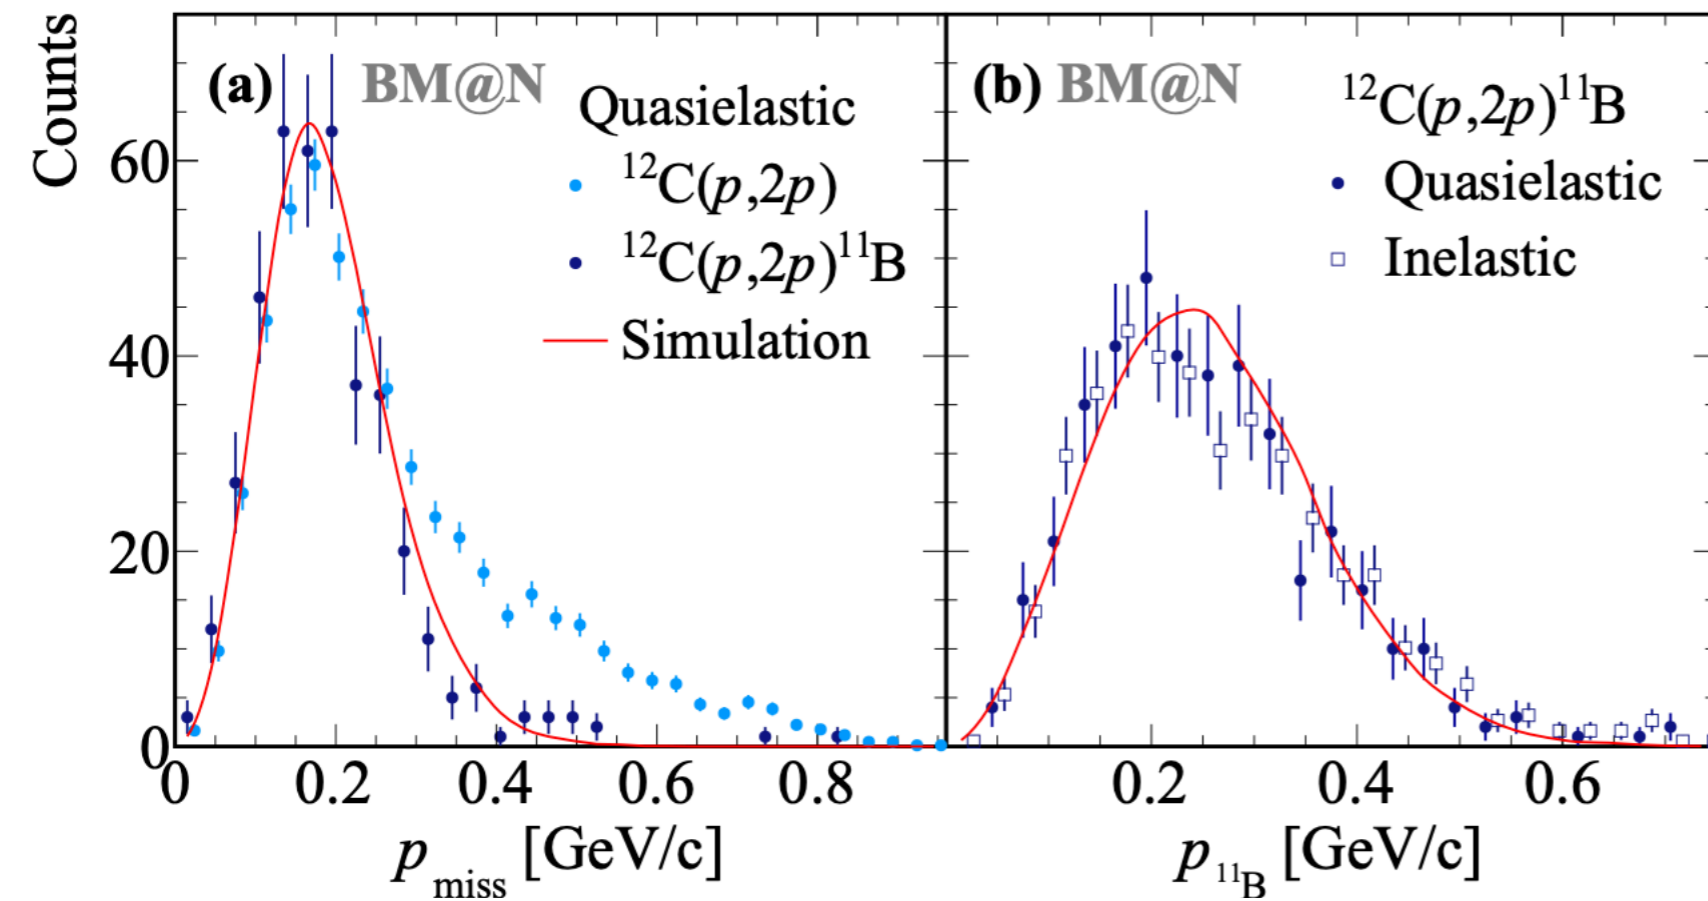 Counts
(a) BM@N
Quasielastic
¹²C(p,2p)
¹²C(p,2p)¹¹B
Simulation
60
40
20
0
0 0.2 0.4 0.6 0.8
p miss [GeV/c]
(b) BM@N
¹²C(p,2p)¹¹B
Quasielastic
Inelastic
0.2 0.4 0.6
p ¹¹B [GeV/c]